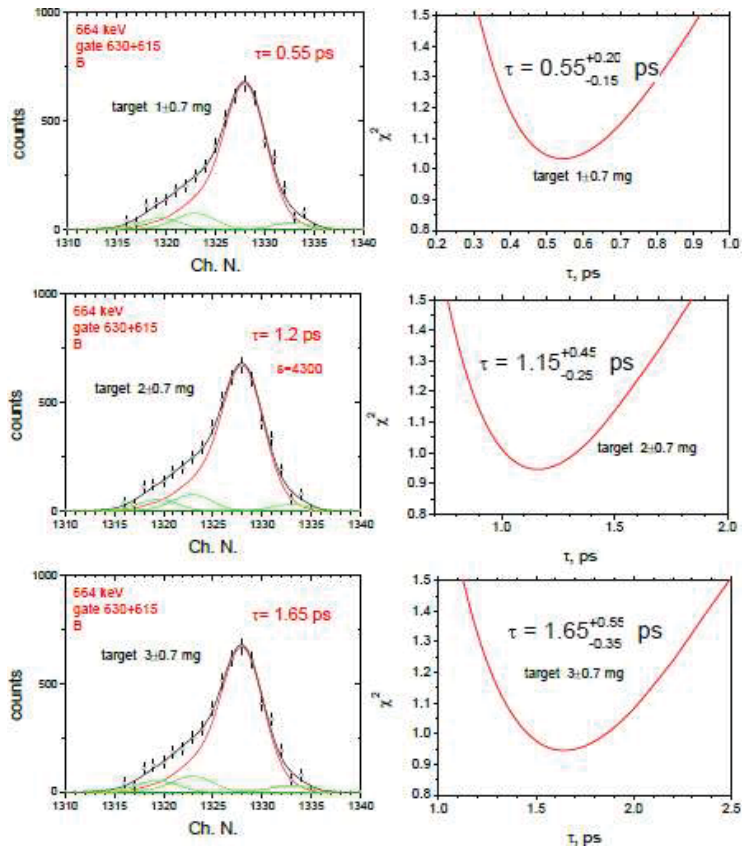 664 keV
gate 630+615
B
τ= 0.55 ps
target 1±0.7 mg
counts
1000
500
0
1310 1315 1320 1325 1330 1335 1340
Ch. N.
τ = 0.55 +0.20 -0.15 ps
target 1±0.7 mg
χ²
1.5
1.4
1.3
1.2
1.1
1.0
0.9
0.8
0.2 0.3 0.4 0.5 0.6 0.7 0.8 0.9 1.0
τ, ps
664 keV
gate 630+615
B
τ= 1.2 ps
s=4300
target 2±0.7 mg
counts
1000
500
0
1310 1315 1320 1325 1330 1335 1340
Ch. N.
τ = 1.15 +0.45 -0.25 ps
target 2±0.7 mg
χ²
1.5
1.4
1.3
1.2
1.1
1.0
0.9
0.8
1.0 1.5 2.0
τ, ps
664 keV
gate 630+615
B
τ= 1.65 ps
target 3±0.7 mg
counts
1000
500
0
1310 1315 1320 1325 1330 1335 1340
Ch. N.
τ = 1.65 +0.55 -0.35 ps
target 3±0.7 mg
χ²
1.5
1.4
1.3
1.2
1.1
1.0
0.9
0.8
1.0 1.5 2.0 2.5
τ, ps